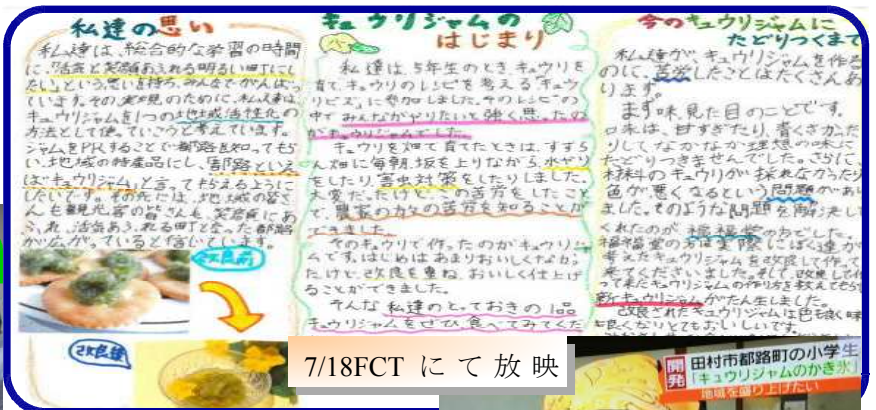 私達の思い
私達は、総合的な学習の時間
に「活気と笑顔あふれる明るい町にし
たい」という思いを持ち、みんなでがんばっ
ています。その実現のために、私達は、
キュウリジャムを1つの地域活性化の
方法として使っていこうと考えています。
ジャムをPRすることで都路を知ってもら
い、地域の特産品にし、「都路といえ
ば「キュウリジャム」と言ってもらえるように
したいです。その先には、地域の皆さ
んも観光客の皆さんも、笑顔にあ
ふれ、活気あふれる町となった都路
が広がっていると信じています。
改良前
改良後
キュウリジャムの
はじまり
私達は、5年生のとき、キュウリを
育て、キュウリのレシピを考える「キュウ
リビズ」に参加しました。そのレシピの
中でみんながやりたいと強く思ったの
がキュウリジャムでした。
キュウリを畑で育てたときは、すずら
ん畑に毎朝、坂を上りながら、水やり
をしたり、害虫対策をしたりしました。
大変だったけど、この苦労をしたこと
で、農家の方々の苦労を知ることが
できました。
そのキュウリで作ったのがキュウリジャ
ムです。はじめはあまりおいしくなかっ
たけど、改良を重ね、おいしく仕上げ
ることができました。
そんな私達のとっておきの1品
キュウリジャムをぜひ食べてみてくだ
今のキュウリジャムに
たどりつくまで
私達が、キュウリジャムを作る
のに、苦労したことはたくさんあ
ります。
まず味、見た目のことです。
味は、甘すぎたり、青くさかった
りしてなかなか理想の味に
たどりつきませんでした。さらに、
材料のキュウリが採れなかったり
色が悪くなるという問題があり
ました。そのような問題を解決して
くれたのが、福福堂の方でした。
福福堂の方は実際にぼく達が
考えたキュウリジャムを改良して作って
来てくださいました。そして、改良して作
って来たキュウリジャムの作り方を教えてもらい
新キュウリジャムがたん生しました。
改良されたキュウリジャムは色も良く味
も良くなりとてもおいしいです。
7/18FCT にて放映
開発
田村市都路町の小学生
「キュウリジャムのかき氷」
地域を盛り上げたい